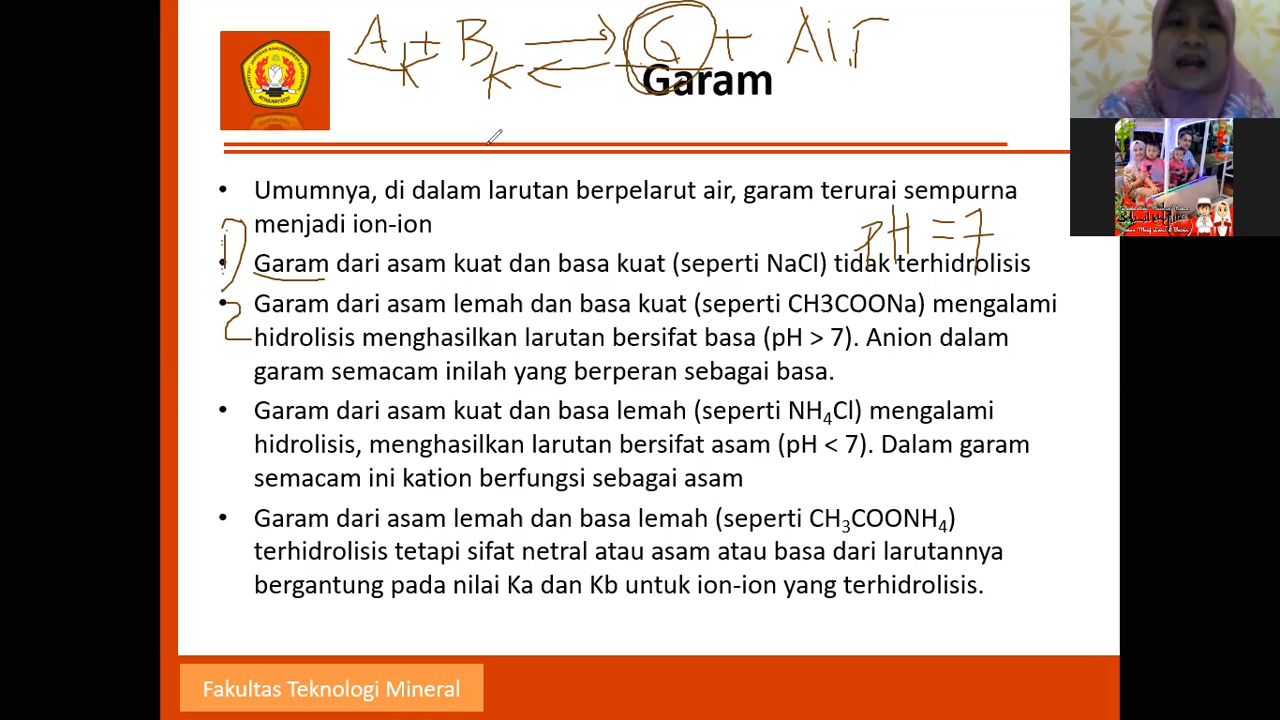 A K + B K ⇌ G + Air
Garam
• Umumnya, di dalam larutan berpelarut air, garam terurai sempurna
menjadi ion-ion
pH = 7
1)
• Garam dari asam kuat dan basa kuat (seperti NaCl) tidak terhidrolisis
2
• Garam dari asam lemah dan basa kuat (seperti CH3COONa) mengalami
hidrolisis menghasilkan larutan bersifat basa (pH > 7). Anion dalam
garam semacam inilah yang berperan sebagai basa.
• Garam dari asam kuat dan basa lemah (seperti NH₄Cl) mengalami
hidrolisis, menghasilkan larutan bersifat asam (pH < 7). Dalam garam
semacam ini kation berfungsi sebagai asam
• Garam dari asam lemah dan basa lemah (seperti CH₃COONH₄)
terhidrolisis tetapi sifat netral atau asam atau basa dari larutannya
bergantung pada nilai Ka dan Kb untuk ion-ion yang terhidrolisis.
Fakultas Teknologi Mineral